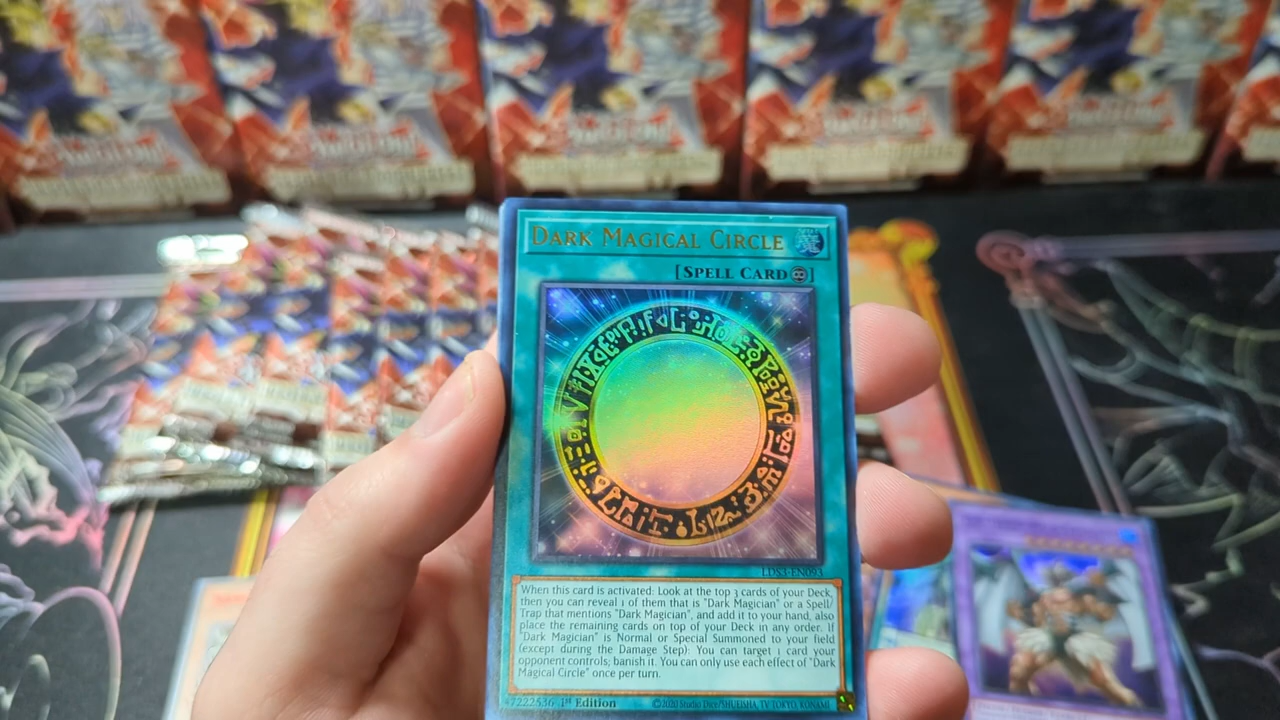 DARK MAGICAL CIRCLE
[SPELL CARD]
LDS3-EN093
When this card is activated: Look at the top 3 cards of your Deck,
then you can reveal 1 of them that is "Dark Magician" or a Spell/
Trap that mentions "Dark Magician", and add it to your hand, also
place the remaining cards on top of your Deck in any order. If
"Dark Magician" is Normal or Special Summoned to your field
(except during the Damage Step): You can target 1 card your
opponent controls; banish it. You can only use each effect of "Dark
Magical Circle" once per turn.
47222536 1st Edition ©2020 Studio Dice/SHUEISHA, TV TOKYO, KONAMI